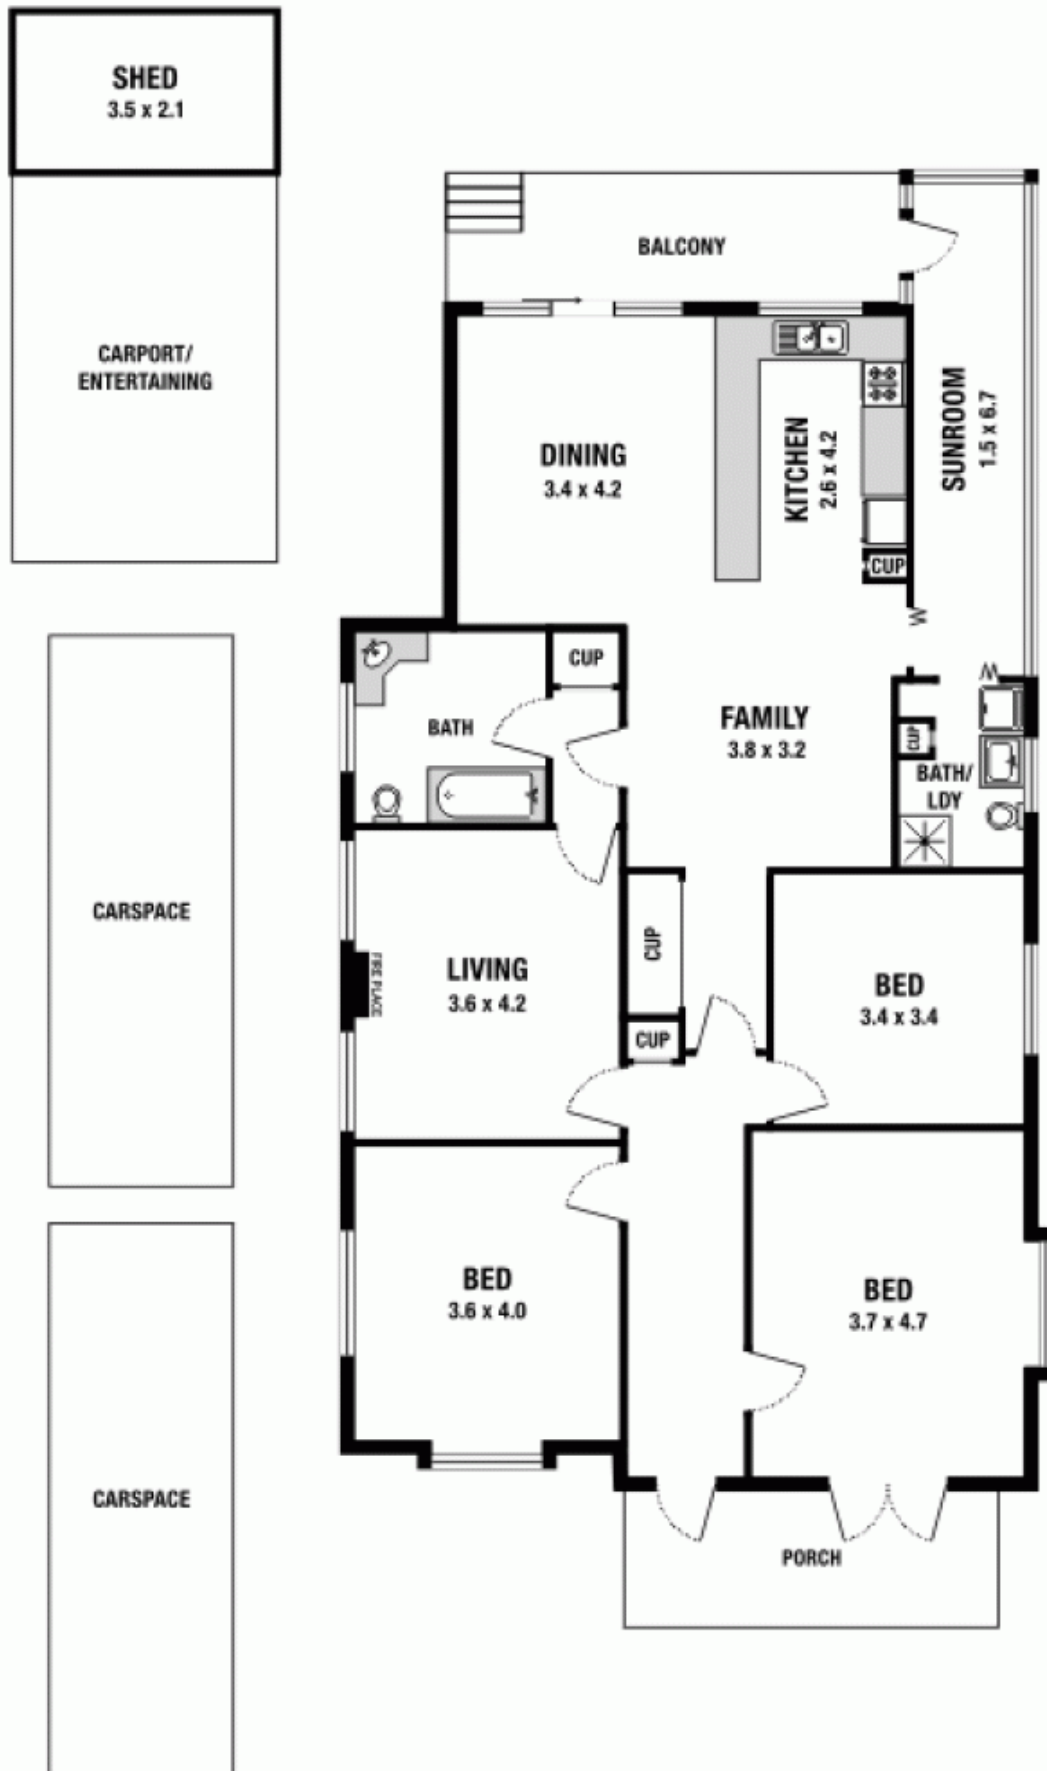 SHED
3.5 x 2.1
CARPORT/
ENTERTAINING
BALCONY
DINING
3.4 x 4.2
KITCHEN
2.6 x 4.2
SUNROOM
1.5 x 6.7
CUP
W
W
CUP
BATH
FAMILY
3.8 x 3.2
CUP
BATH/
LDY
CARSPACE
LIVING
3.6 x 4.2
FIRE PLACE
CUP
CUP
BED
3.4 x 3.4
BED
3.6 x 4.0
BED
3.7 x 4.7
CARSPACE
PORCH